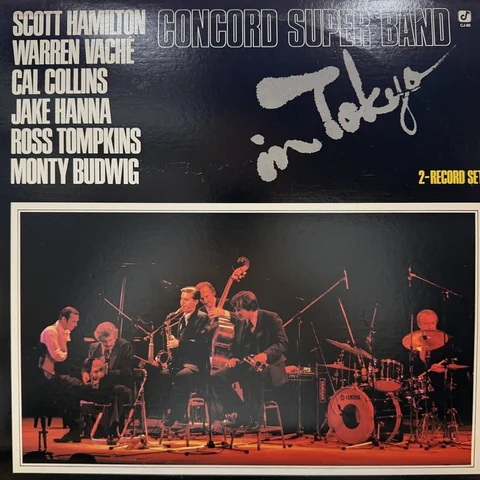 SCOTT HAMILTON
WARREN VACHÉ
CAL COLLINS
JAKE HANNA
ROSS TOMPKINS
MONTY BUDWIG
CONCORD SUPER BAND
in Tokyo
2-RECORD SET
YAMAHA